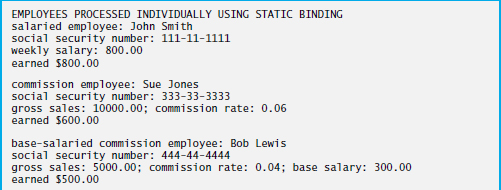 EMPLOYEES PROCESSED INDIVIDUALLY USING STATIC BINDING
salaried employee: John Smith
social security number: 111-11-1111
weekly salary: 800.00
earned $800.00
commission employee: Sue Jones
social security number: 333-33-3333
gross sales: 10000.00; commission rate: 0.06
earned $600.00
base-salaried commission employee: Bob Lewis
social security number: 444-44-4444
gross sales: 5000.00; commission rate: 0.04; base salary: 300.00
earned $500.00